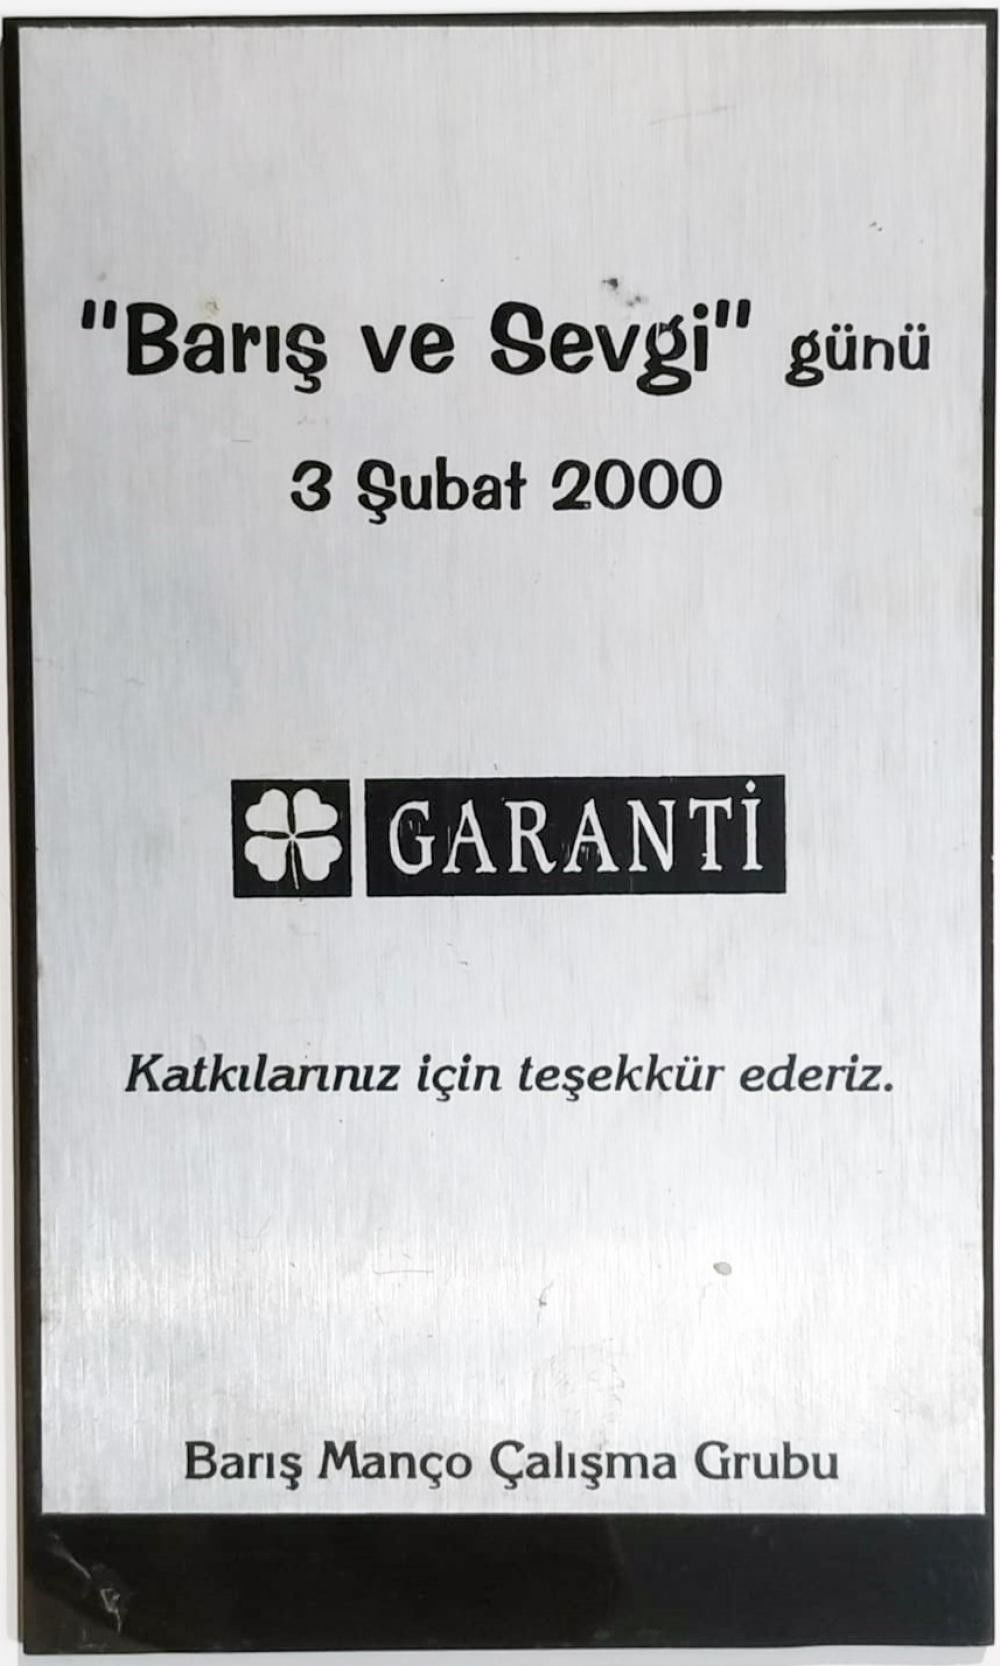 "Barış ve Sevgi" günü
3 Şubat 2000
GARANTİ
Katkılarınız için teşekkür ederiz.
Barış Manço Çalışma Grubu